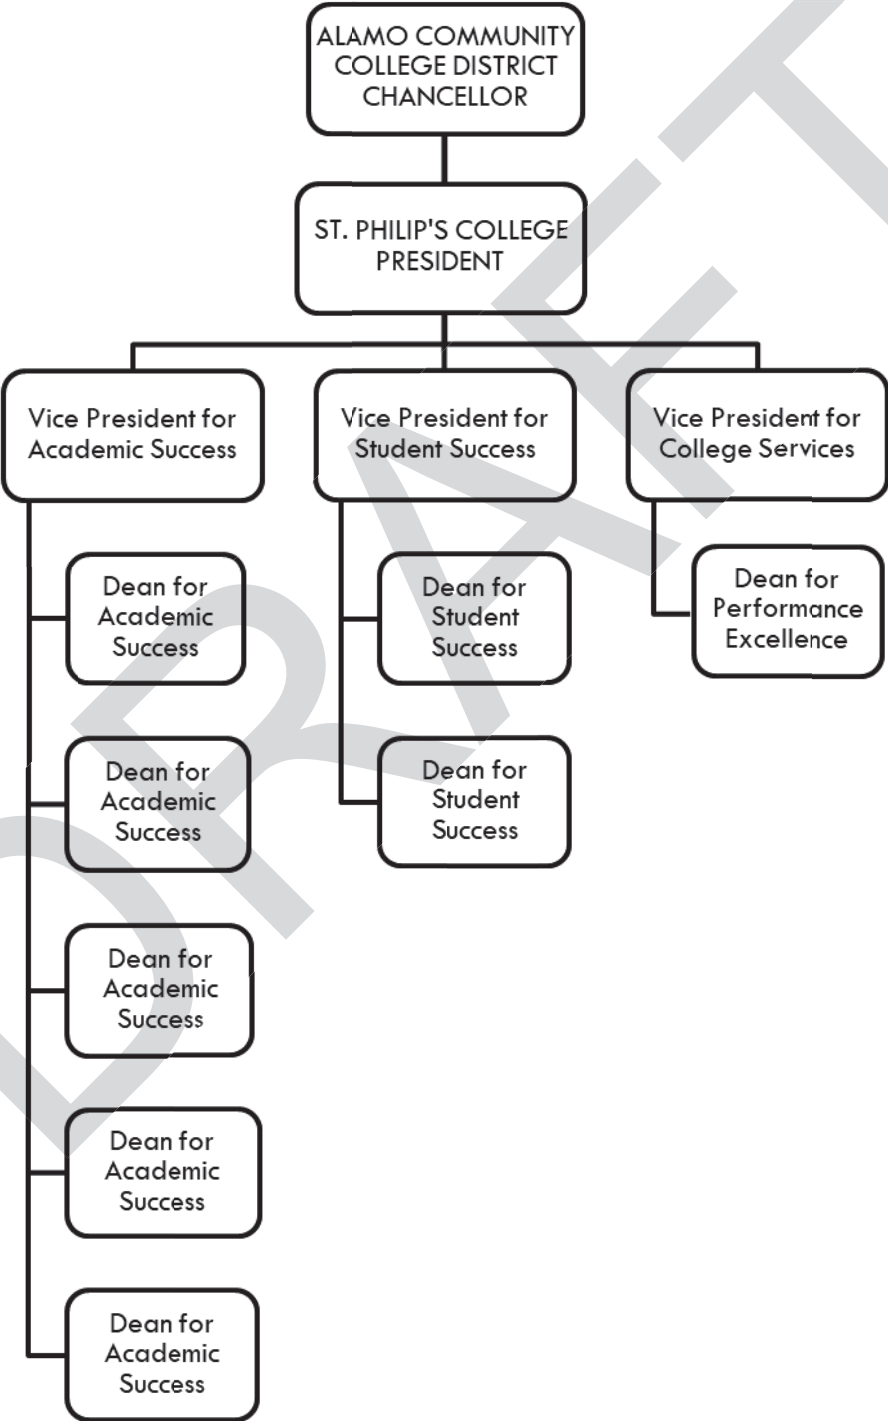 ALAMO COMMUNITY
COLLEGE DISTRICT
CHANCELLOR
ST. PHILIP'S COLLEGE
PRESIDENT
Vice President for
Academic Success
Vice President for
Student Success
Vice President for
College Services
Dean for
Academic
Success
Dean for
Academic
Success
Dean for
Academic
Success
Dean for
Academic
Success
Dean for
Academic
Success
Dean for
Student
Success
Dean for
Student
Success
Dean for
Performance
Excellence
DRAFT